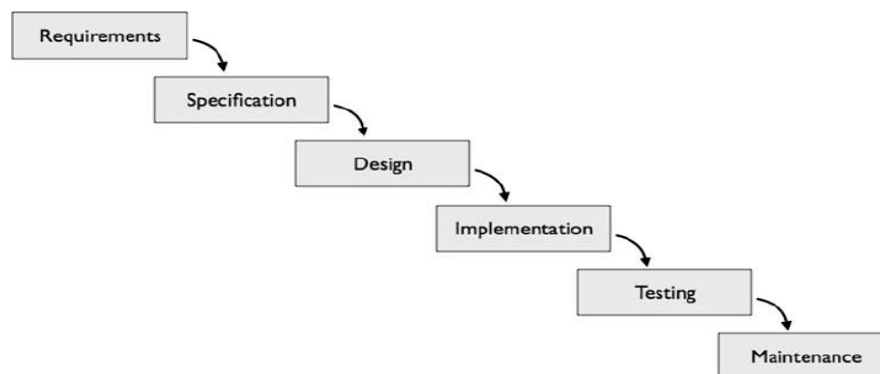 Requirements
Specification
Design
Implementation
Testing
Maintenance